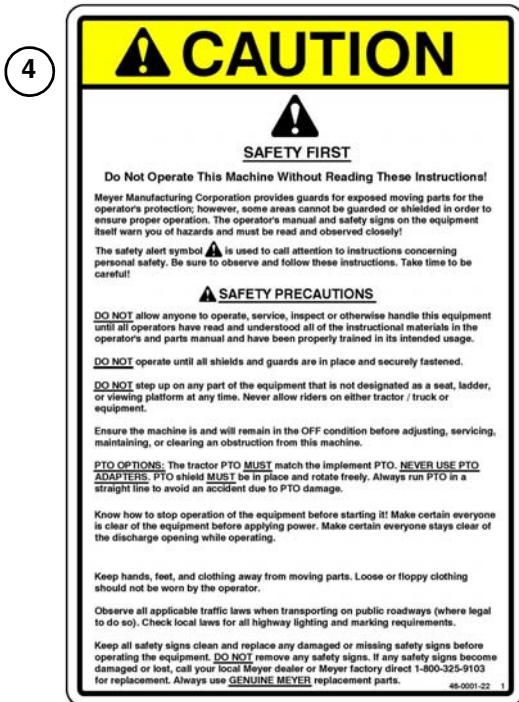 4
CAUTION
SAFETY FIRST
Do Not Operate This Machine Without Reading These Instructions!
Meyer Manufacturing Corporation provides guards for exposed moving parts for the
operator's protection; however, some areas cannot be guarded or shielded in order to
ensure proper operation. The operator's manual and safety signs on the equipment
itself warn you of hazards and must be read and observed closely!
The safety alert symbol is used to call attention to instructions concerning
personal safety. Be sure to observe and follow these instructions. Take time to be
careful!
SAFETY PRECAUTIONS
DO NOT allow anyone to operate, service, inspect or otherwise handle this equipment
until all operators have read and understood all of the instructional materials in the
operator's and parts manual and have been properly trained in its intended usage.
DO NOT operate until all shields and guards are in place and securely fastened.
DO NOT step up on any part of the equipment that is not designated as a seat, ladder,
or viewing platform at any time. Never allow riders on either tractor / truck or
equipment.
Ensure the machine is and will remain in the OFF condition before adjusting, servicing,
maintaining, or clearing an obstruction from this machine.
PTO OPTIONS: The tractor PTO MUST match the implement PTO. NEVER USE PTO
ADAPTERS. PTO shield MUST be in place and rotate freely. Always run PTO in a
straight line to avoid an accident due to PTO damage.
Know how to stop operation of the equipment before starting it! Make certain everyone
is clear of the equipment before applying power. Make certain everyone stays clear of
the discharge opening while operating.
Keep hands, feet, and clothing away from moving parts. Loose or floppy clothing
should not be worn by the operator.
Observe all applicable traffic laws when transporting on public roadways (where legal
to do so). Check local laws for all highway lighting and marking requirements.
Keep all safety signs clean and replace any damaged or missing safety signs before
operating the equipment. DO NOT remove any safety signs. If any safety signs become
damaged or lost, call your local Meyer dealer or Meyer factory direct 1-800-325-9103
for replacement. Always use GENUINE MEYER replacement parts.
46-0001-22 1